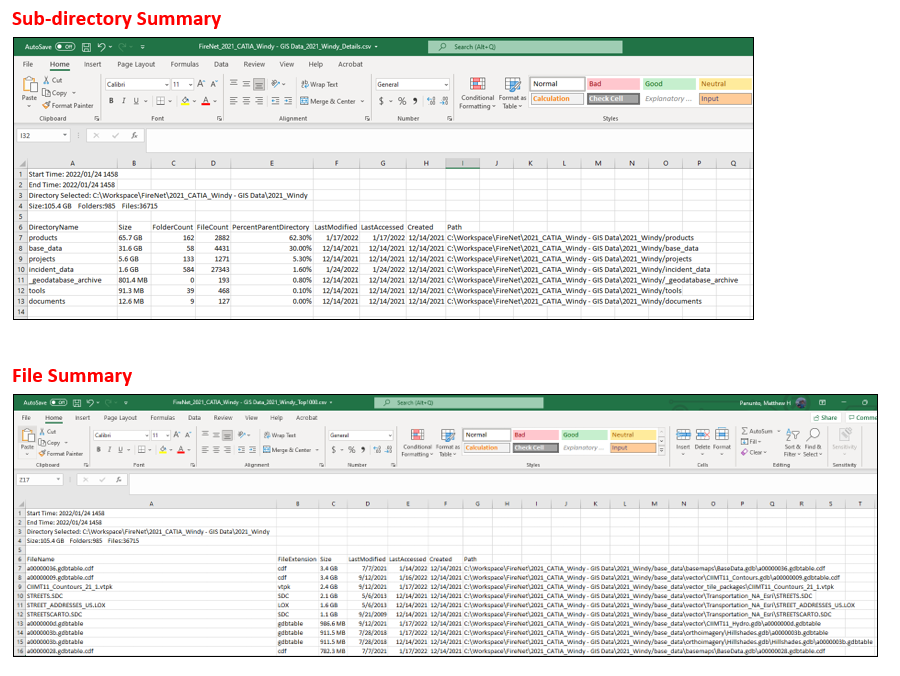 Sub-directory Summary
AutoSave Off FireNet_2021_CATIA_Windy - GIS Data_2021_Windy_Details.csv Search (Alt+Q)
File Home Insert Page Layout Formulas Data Review View Help Acrobat
Cut Calibri 11 A A Wrap Text General Normal Bad Good Neutral
Copy
Paste Format Painter B I U A Merge & Center $ % Conditional Formatting Format as Table Calculation Check Cell Explanatory ... Input
Clipboard Font Alignment Number Styles
I32 fx
A B C D E F G H I J K L M N O P Q
1 Start Time: 2022/01/24 1458
2 End Time: 2022/01/24 1458
3 Directory Selected: C:\Workspace\FireNet\2021_CATIA_Windy - GIS Data\2021_Windy
4 Size:105.4 GB Folders:985 Files:36715
5
6 DirectoryName Size FolderCount FileCount PercentParentDirectory LastModified LastAccessed Created Path
7 products 65.7 GB 162 2882 62.30% 1/17/2022 1/17/2022 12/14/2021 C:\Workspace\FireNet\2021_CATIA_Windy - GIS Data\2021_Windy/products
8 base_data 31.6 GB 58 4431 30.00% 12/14/2021 12/14/2021 12/14/2021 C:\Workspace\FireNet\2021_CATIA_Windy - GIS Data\2021_Windy/base_data
9 projects 5.6 GB 133 1271 5.30% 12/14/2021 12/14/2021 12/14/2021 C:\Workspace\FireNet\2021_CATIA_Windy - GIS Data\2021_Windy/projects
10 incident_data 1.6 GB 584 27343 1.60% 1/24/2022 1/24/2022 12/14/2021 C:\Workspace\FireNet\2021_CATIA_Windy - GIS Data\2021_Windy/incident_data
11 _geodatabase_archive 801.4 MB 0 193 0.80% 12/14/2021 12/14/2021 12/14/2021 C:\Workspace\FireNet\2021_CATIA_Windy - GIS Data\2021_Windy/_geodatabase_archive
12 tools 91.3 MB 39 468 0.10% 12/14/2021 12/14/2021 12/14/2021 C:\Workspace\FireNet\2021_CATIA_Windy - GIS Data\2021_Windy/tools
13 documents 12.6 MB 9 127 0.00% 12/14/2021 12/14/2021 12/14/2021 C:\Workspace\FireNet\2021_CATIA_Windy - GIS Data\2021_Windy/documents
14
File Summary
AutoSave Off FireNet_2021_CATIA_Windy - GIS Data_2021_Windy_Top1000.csv Search (Alt+Q) Panunto, Matthew H
File Home Insert Page Layout Formulas Data Review View Help Acrobat Share Comme
Cut Calibri 11 A A Wrap Text General Normal Bad Good Neutral AutoSum
Copy Fill
Paste Format Painter B I U A Merge & Center $ % Conditional Formatting Format as Table Calculation Check Cell Explanatory ... Input Insert Delete Format Clear Sort & Filter Find & Select Sensitivity
Clipboard Font Alignment Number Styles Cells Editing Sensitivity
Z17 fx
A B C D E F G H I J K L M N O P Q R S T
1 Start Time: 2022/01/24 1458
2 End Time: 2022/01/24 1458
3 Directory Selected: C:\Workspace\FireNet\2021_CATIA_Windy - GIS Data\2021_Windy
4 Size:105.4 GB Folders:985 Files:36715
5
6 FileName FileExtension Size LastModified LastAccessed Created Path
7 a00000036.gdbtable.cdf cdf 3.4 GB 7/7/2021 1/14/2022 12/14/2021 C:\Workspace\FireNet\2021_CATIA_Windy - GIS Data\2021_Windy/base_data\basemaps\BaseData.gdb\a00000036.gdbtable.cdf
8 a00000009.gdbtable.cdf cdf 3.4 GB 9/12/2021 1/16/2022 12/14/2021 C:\Workspace\FireNet\2021_CATIA_Windy - GIS Data\2021_Windy/base_data\vector\CIIMT11_Contours.gdb\a00000009.gdbtable.cdf
9 CIIMT11_Countours_21_1.vtpk vtpk 2.4 GB 9/12/2021 1/17/2022 12/14/2021 C:\Workspace\FireNet\2021_CATIA_Windy - GIS Data\2021_Windy/base_data\vector_tile_packages\CIIMT11_Countours_21_1.vtpk
10 STREETS.SDC SDC 2.1 GB 5/6/2013 12/14/2021 12/14/2021 C:\Workspace\FireNet\2021_CATIA_Windy - GIS Data\2021_Windy/base_data\vector\Transportation_NA_Esri\STREETS.SDC
11 STREET_ADDRESSES_US.LOX LOX 1.6 GB 5/6/2013 12/14/2021 12/14/2021 C:\Workspace\FireNet\2021_CATIA_Windy - GIS Data\2021_Windy/base_data\vector\Transportation_NA_Esri\STREET_ADDRESSES_US.LOX
12 STREETSCARTO.SDC SDC 1.1 GB 9/21/2009 12/14/2021 12/14/2021 C:\Workspace\FireNet\2021_CATIA_Windy - GIS Data\2021_Windy/base_data\vector\Transportation_NA_Esri\STREETSCARTO.SDC
13 a0000000d.gdbtable gdbtable 986.6 MB 9/12/2021 1/17/2022 12/14/2021 C:\Workspace\FireNet\2021_CATIA_Windy - GIS Data\2021_Windy/base_data\vector\CIIMT11_Hydro.gdb\a0000000d.gdbtable
14 a0000003b.gdbtable gdbtable 911.5 MB 7/28/2018 1/17/2022 12/14/2021 C:\Workspace\FireNet\2021_CATIA_Windy - GIS Data\2021_Windy/base_data\orthoimagery\Hillshades.gdb\a0000003b.gdbtable
15 a0000003b.gdbtable gdbtable 911.5 MB 7/28/2018 12/14/2021 12/14/2021 C:\Workspace\FireNet\2021_CATIA_Windy - GIS Data\2021_Windy/base_data\orthoimagery\Hillshades.gdb\Hillshades.gdb\a0000003b.gdbtable
16 a00000028.gdbtable.cdf cdf 782.3 MB 7/7/2021 1/17/2022 12/14/2021 C:\Workspace\FireNet\2021_CATIA_Windy - GIS Data\2021_Windy/base_data\basemaps\BaseData.gdb\a00000028.gdbtable.cdf